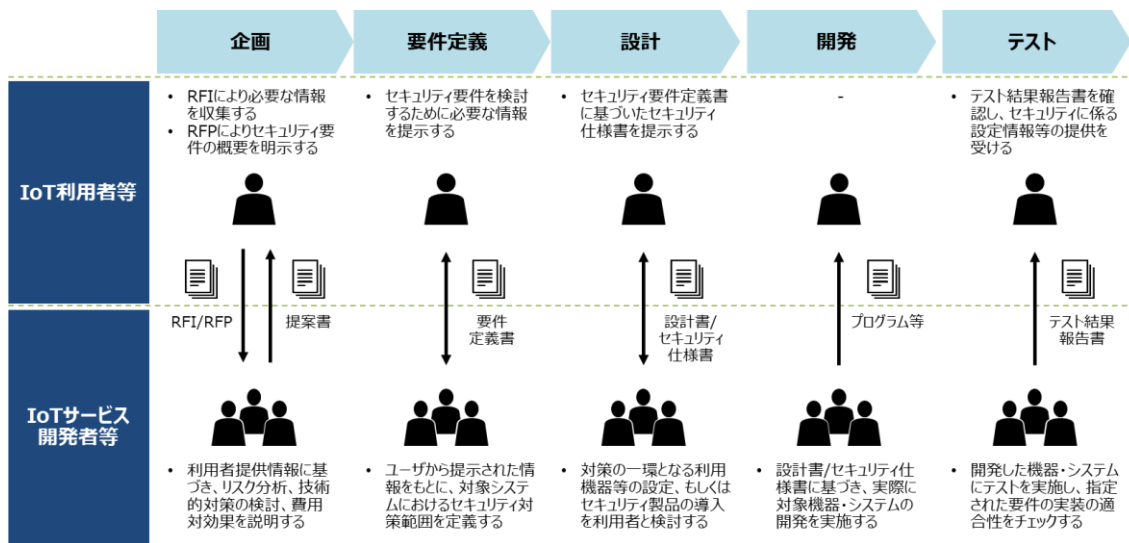 企画
要件定義
設計
開発
テスト
IoT利用者等
• RFIにより必要な情報
を収集する
• RFPによりセキュリティ要
件の概要を明示する
• セキュリティ要件を検討
するために必要な情報
を提示する
• セキュリティ要件定義書
に基づいたセキュリティ
仕様書を提示する
-
• テスト結果報告書を確
認し、セキュリティに係る
設定情報等の提供を
受ける
RFI/RFP
提案書
要件
定義書
設計書/
セキュリティ
仕様書
プログラム等
テスト結果
報告書
IoTサービス
開発者等
• 利用者提供情報に基
づき、リスク分析、技術
的対策の検討、費用
対効果を説明する
• ユーザから提示された情
報をもとに、対象システ
ムにおけるセキュリティ対
策範囲を定義する
• 対策の一環となる利用
機器等の設定、もしくは
セキュリティ製品の導入
を利用者と検討する
• 設計書/セキュリティ仕
様書に基づき、実際に
対象機器・システムの
開発を実施する
• 開発した機器・システム
にテストを実施し、指定
された要件の実装の適
合性をチェックする